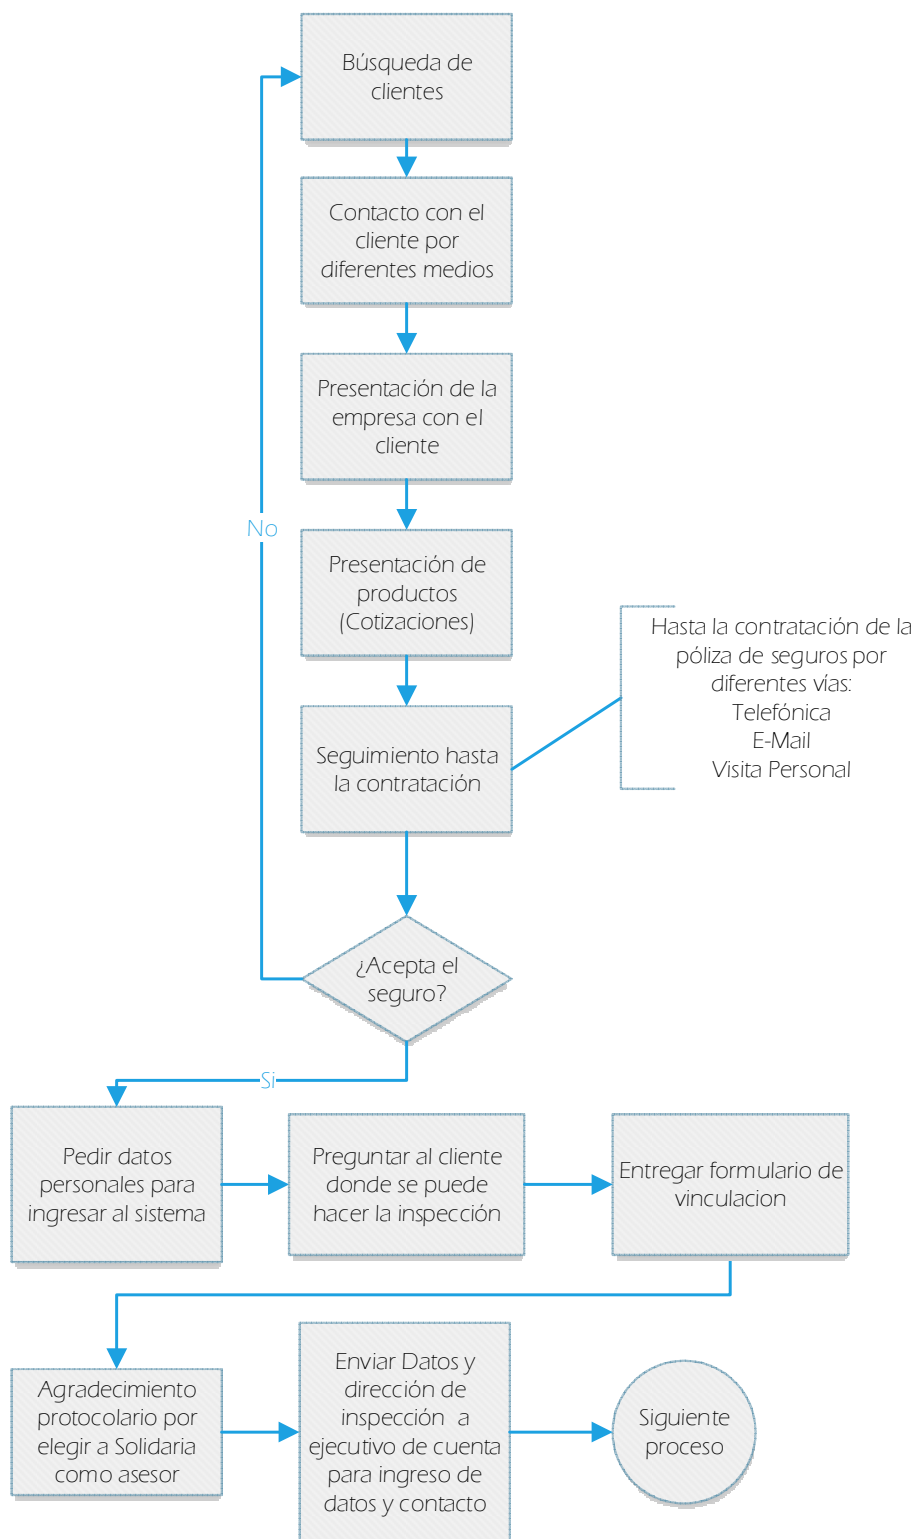 Búsqueda de
clientes
Contacto con el
cliente por
diferentes medios
Presentación de la
empresa con el
cliente
No
Presentación de
productos
(Cotizaciones)
Hasta la contratación de la
póliza de seguros por
diferentes vías:
Telefónica
E-Mail
Visita Personal
Seguimiento hasta
la contratación
¿Acepta el
seguro?
Si
Pedir datos
personales para
ingresar al sistema
Preguntar al cliente
donde se puede
hacer la inspección
Entregar formulario de
vinculacion
Agradecimiento
protocolario por
elegir a Solidaria
como asesor
Enviar Datos y
dirección de
inspección a
ejecutivo de cuenta
para ingreso de
datos y contacto
Siguiente
proceso